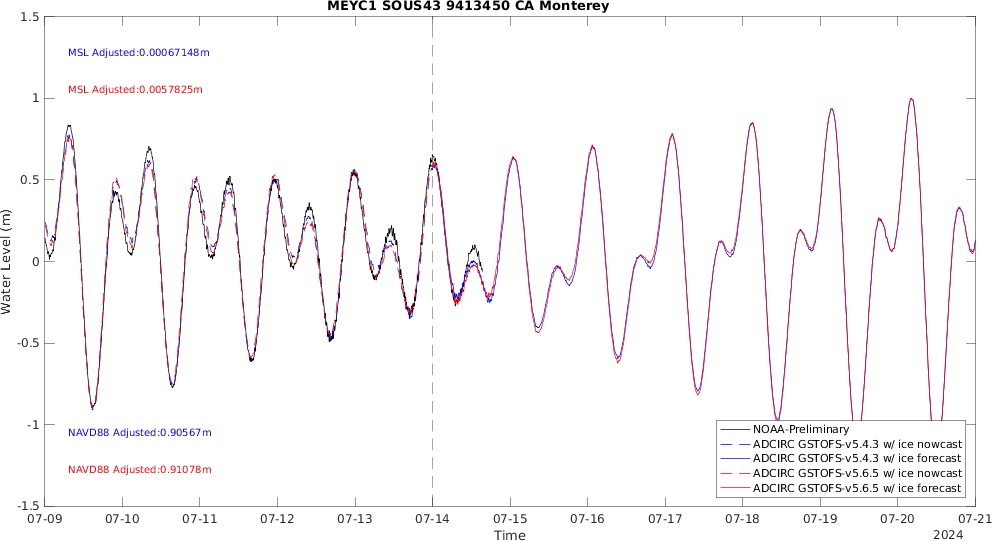 MEYC1 SOUS43 9413450 CA Monterey
1.5
MSL Adjusted:0.00067148m
MSL Adjusted:0.0057825m
1
0.5
0
-0.5
-1
-1.5
Water Level (m)
NAVD88 Adjusted:0.90567m
NAVD88 Adjusted:0.91078m
NOAA-Preliminary
ADCIRC GSTOFS-v5.4.3 w/ ice nowcast
ADCIRC GSTOFS-v5.4.3 w/ ice forecast
ADCIRC GSTOFS-v5.6.5 w/ ice nowcast
ADCIRC GSTOFS-v5.6.5 w/ ice forecast
07-09 07-10 07-11 07-12 07-13 07-14 07-15 07-16 07-17 07-18 07-19 07-20 07-21
Time
2024